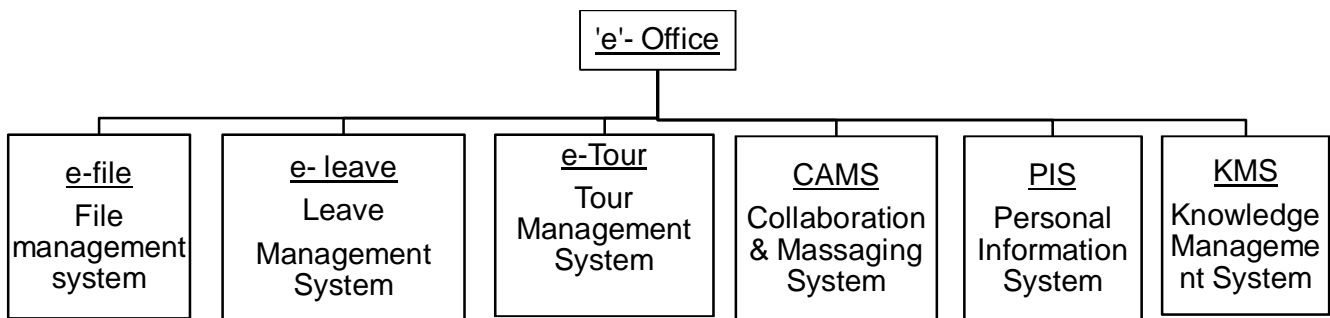 'e'- Office
e-file
File
management
system
e- leave
Leave
Management
System
e-Tour
Tour
Management
System
CAMS
Collaboration
& Massaging
System
PIS
Personal
Information
System
KMS
Knowledge
Manageme
nt System